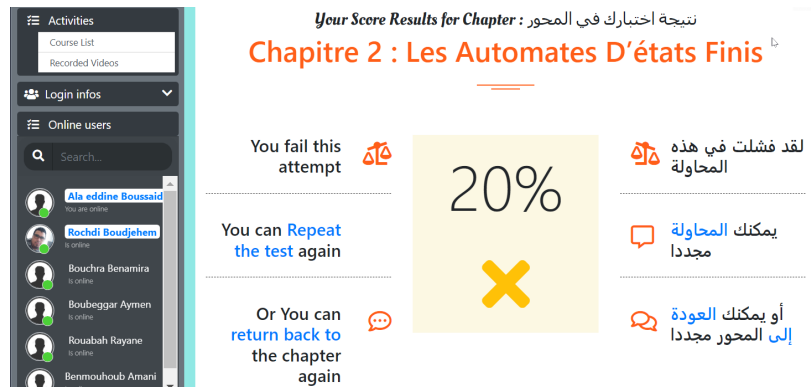 Activities
Course List
Recorded Videos
Login infos
Online users
Search...
Ala eddine Boussaid
You are online
Rochdi Boudjehem
Is online
Bouchra Benamira
Is online
Boubeggar Aymen
Is online
Rouabah Rayane
Is online
Benmouhoub Amani
Your Score Results for Chapter : نتيجة اختبارك في المحور
Chapitre 2 : Les Automates D’états Finis
You fail this
attempt
You can Repeat
the test again
Or You can
return back to
the chapter
again
20%
لقد فشلت في هذه
المحاولة
يمكنك المحاولة
مجددا
أو يمكنك العودة
إلى المحور مجددا